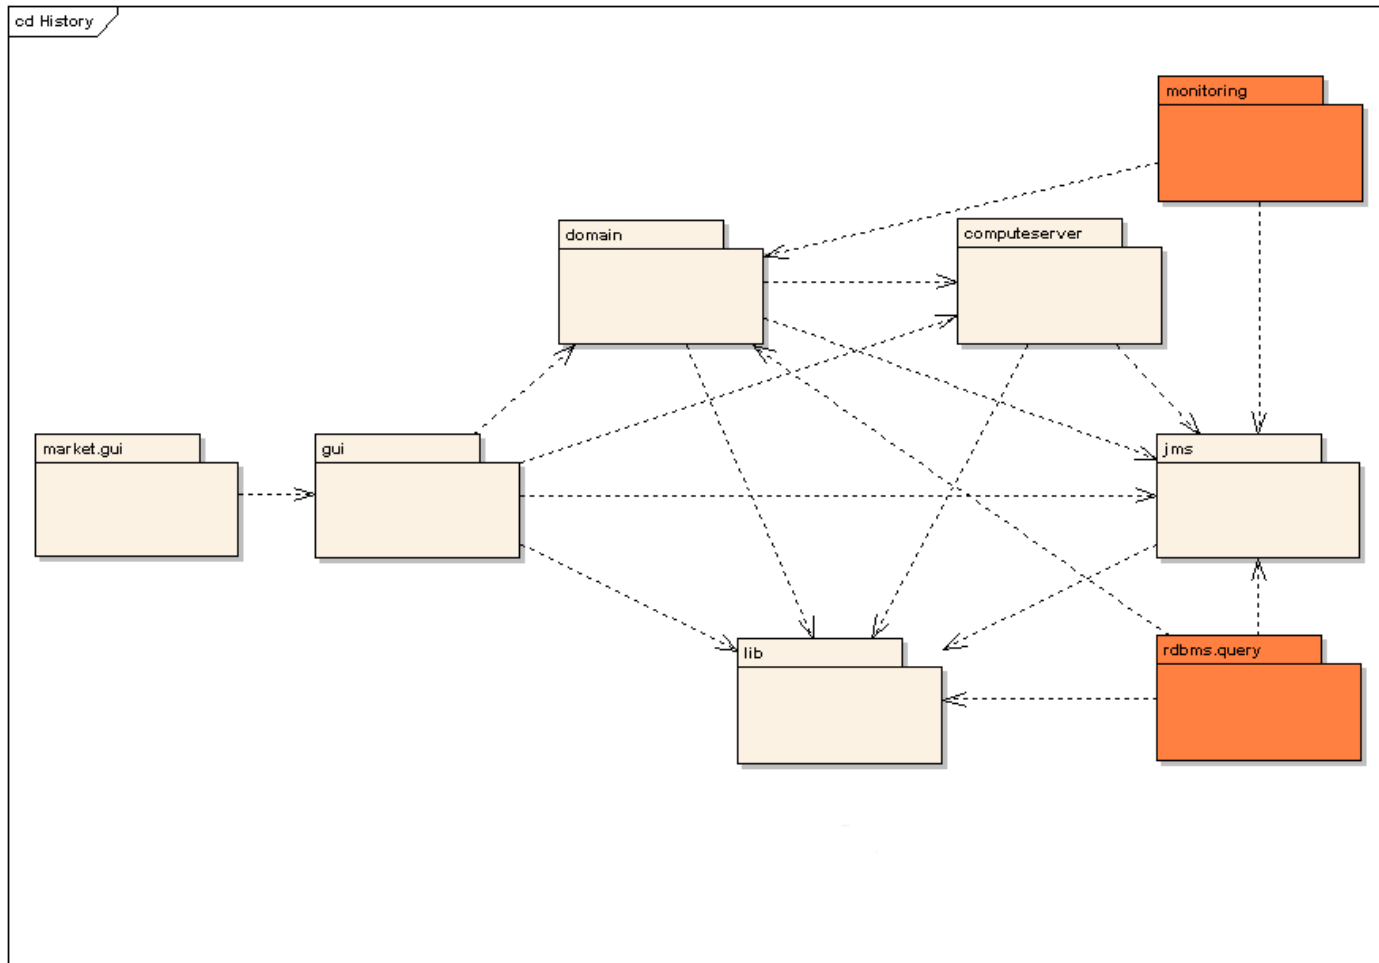 cd History
monitoring
domain
computeserver
market.gui
gui
jms
lib
rdbms.query